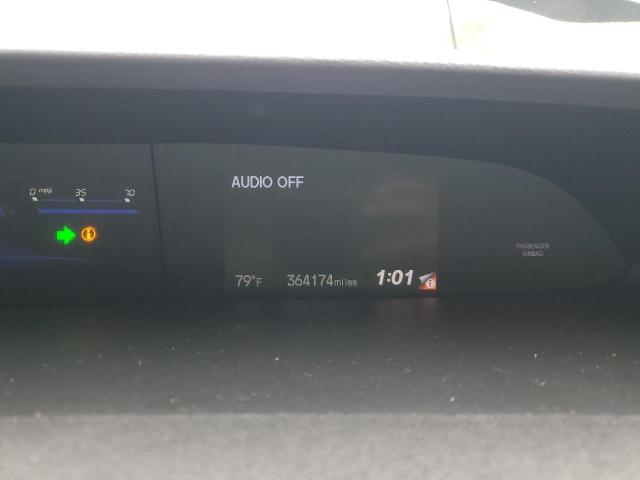 0 mpg 35 70
AUDIO OFF
PASSENGER
AIRBAG
79°F 364174 miles 1:01